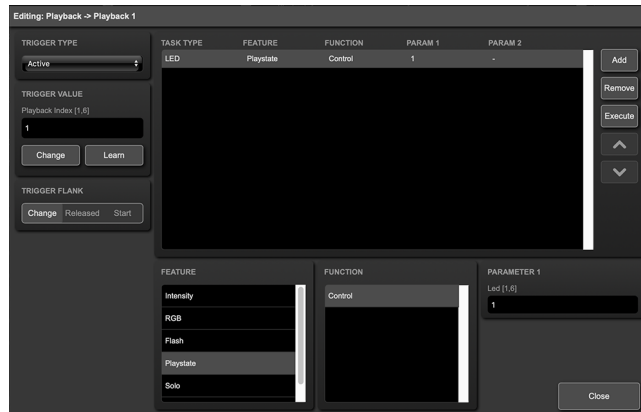 Editing: Playback -> Playback 1
TRIGGER TYPE
Active
TRIGGER VALUE
Playback Index [1,6]
1
Change Learn
TRIGGER FLANK
Change Released Start
TASK TYPE FEATURE FUNCTION PARAM 1 PARAM 2
LED Playstate Control 1 -
Add
Remove
Execute
FEATURE
Intensity
RGB
Flash
Playstate
Solo
FUNCTION
Control
PARAMETER 1
Led [1,6]
1
Close